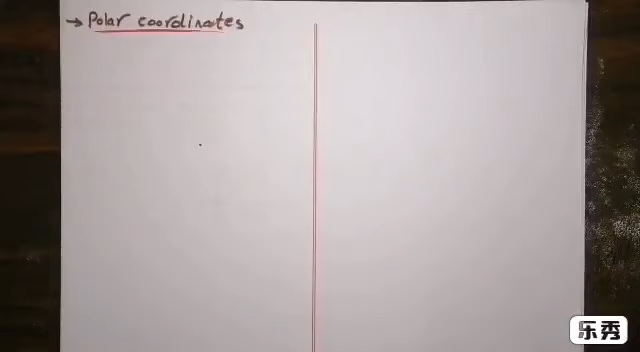 → Polar coordinates
乐秀